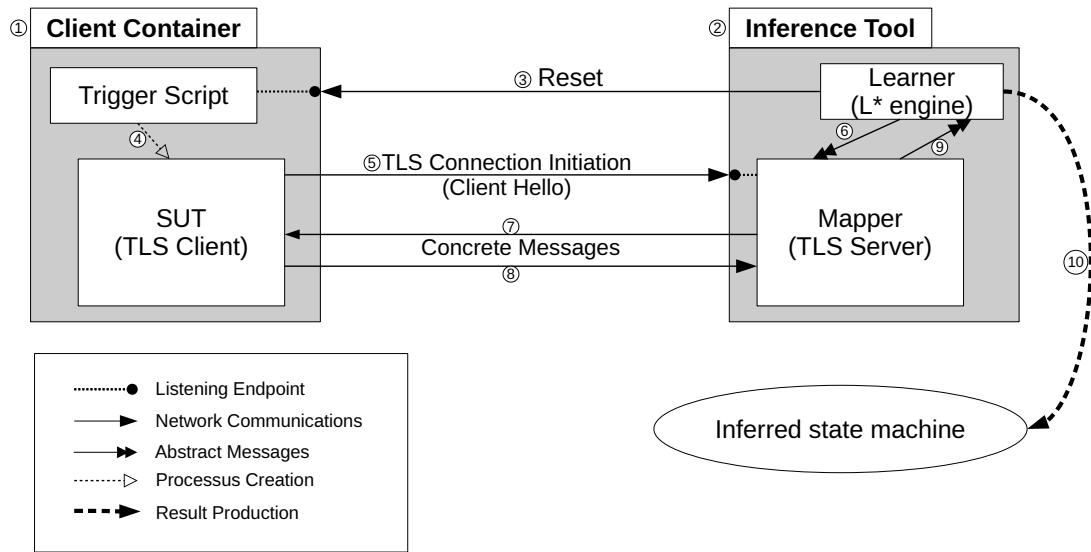 ① Client Container
② Inference Tool
Trigger Script
③ Reset
Learner
(L* engine)
④
⑥
⑨
⑤TLS Connection Initiation
(Client Hello)
SUT
(TLS Client)
⑦
Concrete Messages
⑧
Mapper
(TLS Server)
⑩
Listening Endpoint
Network Communications
Abstract Messages
Processus Creation
Result Production
Inferred state machine